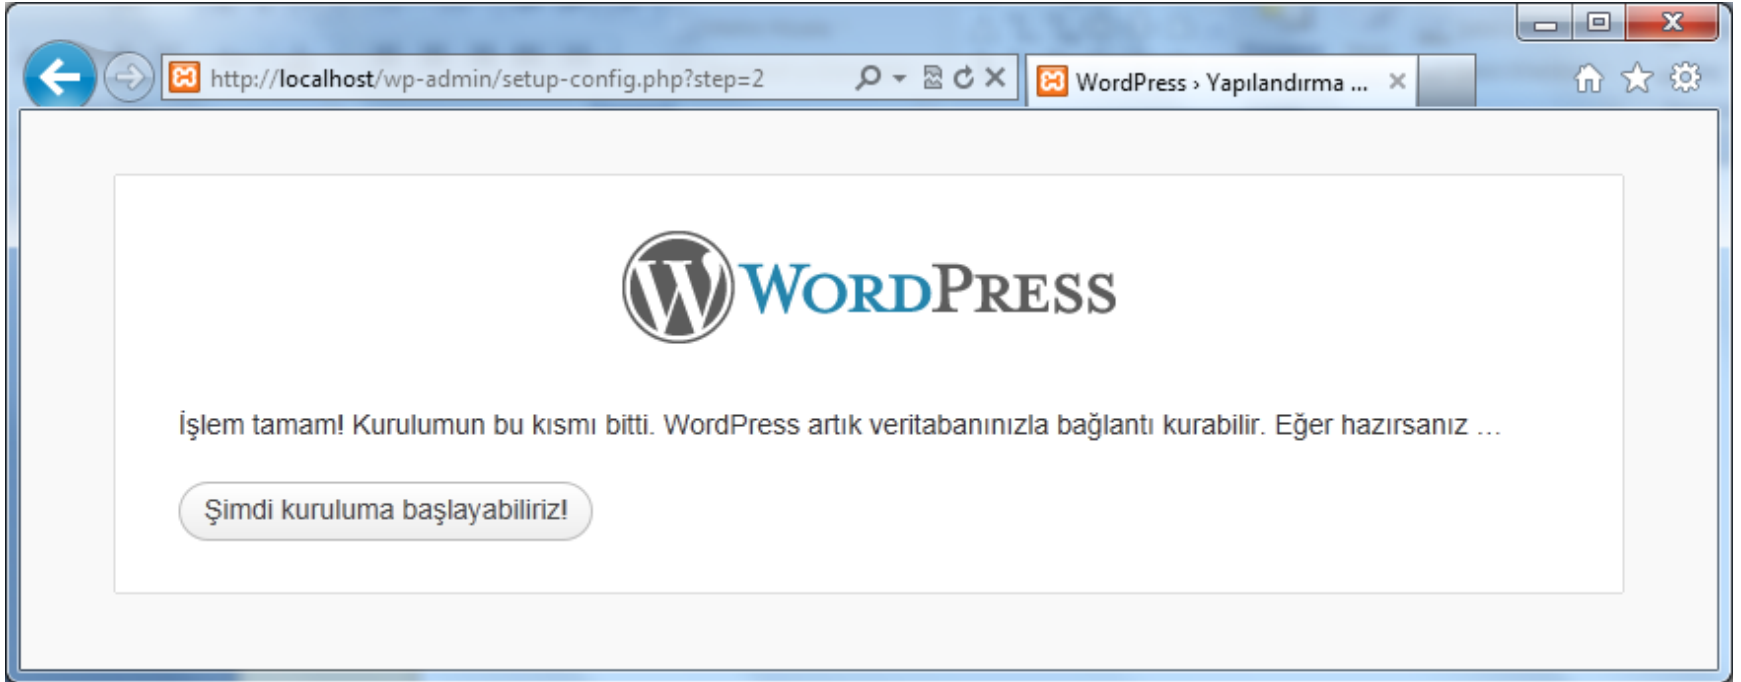 http://localhost/wp-admin/setup-config.php?step=2
WordPress › Yapılandırma ...
WORDPRESS
İşlem tamam! Kurulumun bu kısmı bitti. WordPress artık veritabanınızla bağlantı kurabilir. Eğer hazırsanız …
Şimdi kuruluma başlayabiliriz!